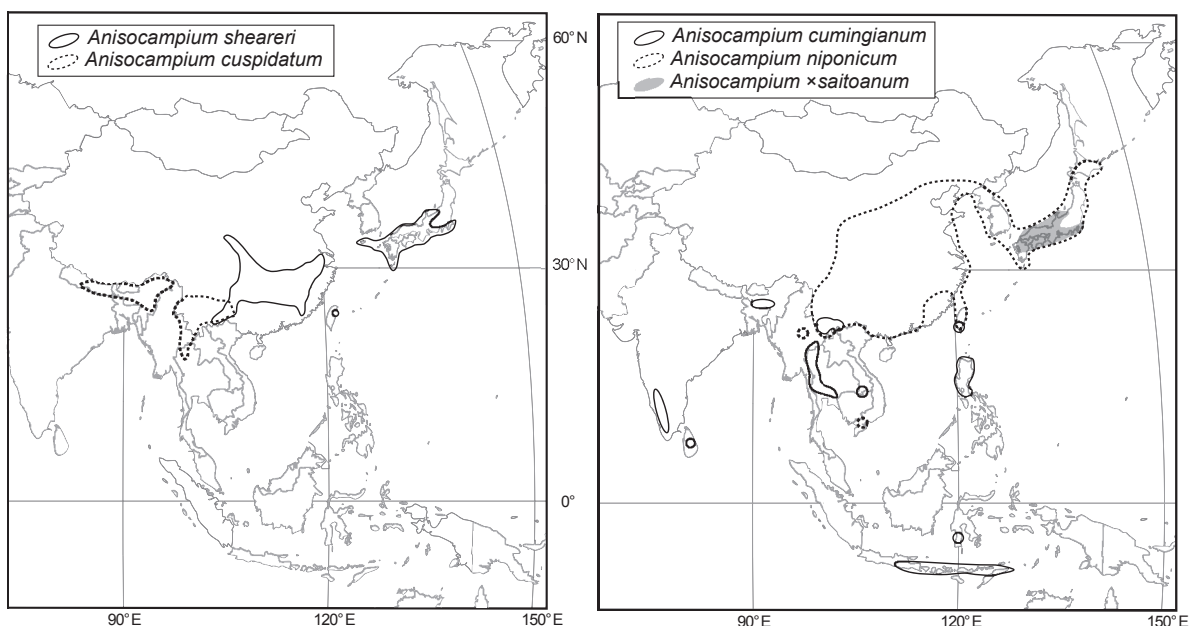 Anisocampium sheareri
Anisocampium cuspidatum
60°N
30°N
0°
90°E
120°E
150°E
Anisocampium cumingianum
Anisocampium niponicum
Anisocampium ×saitoanum
90°E
120°E
150°E